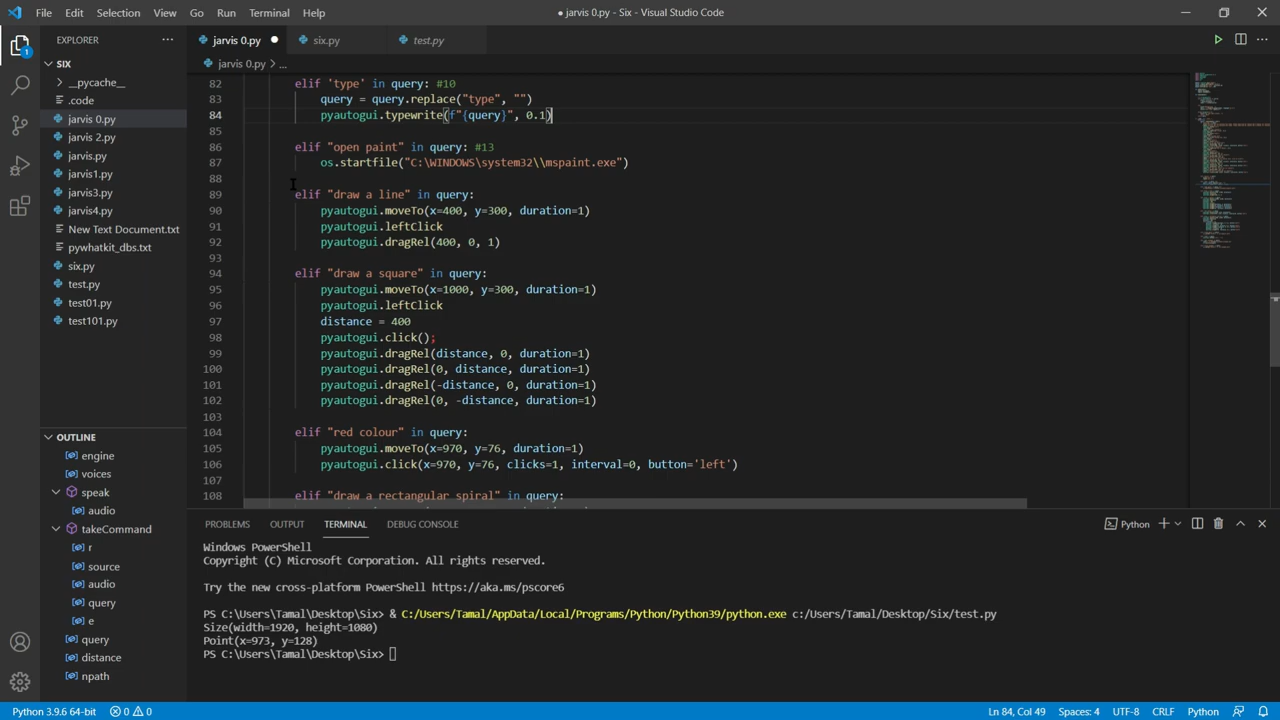 File Edit Selection View Go Run Terminal Help
● jarvis 0.py - Six - Visual Studio Code
EXPLORER
SIX
__pycache__
.code
jarvis 0.py
jarvis 2.py
jarvis.py
jarvis1.py
jarvis3.py
jarvis4.py
New Text Document.txt
pywhatkit_dbs.txt
six.py
test.py
test01.py
test101.py
OUTLINE
engine
voices
speak
audio
takeCommand
r
source
audio
query
e
query
distance
npath
jarvis 0.py ● six.py test.py
jarvis 0.py > ...
82 elif 'type' in query: #10
83 query = query.replace("type", "")
84 pyautogui.typewrite(f"{query}", 0.1)
85
86 elif "open paint" in query: #13
87 os.startfile("C:\WINDOWS\system32\\mspaint.exe")
88
89 elif "draw a line" in query:
90 pyautogui.moveTo(x=400, y=300, duration=1)
91 pyautogui.leftClick
92 pyautogui.dragRel(400, 0, 1)
93
94 elif "draw a square" in query:
95 pyautogui.moveTo(x=1000, y=300, duration=1)
96 pyautogui.leftClick
97 distance = 400
98 pyautogui.click();
99 pyautogui.dragRel(distance, 0, duration=1)
100 pyautogui.dragRel(0, distance, duration=1)
101 pyautogui.dragRel(-distance, 0, duration=1)
102 pyautogui.dragRel(0, -distance, duration=1)
103
104 elif "red colour" in query:
105 pyautogui.moveTo(x=970, y=76, duration=1)
106 pyautogui.click(x=970, y=76, clicks=1, interval=0, button='left')
107
108 elif "draw a rectangular spiral" in query:
PROBLEMS OUTPUT TERMINAL DEBUG CONSOLE
Python
Windows PowerShell
Copyright (C) Microsoft Corporation. All rights reserved.
Try the new cross-platform PowerShell https://aka.ms/pscore6
PS C:\Users\Tamal\Desktop\Six> & C:/Users/Tamal/AppData/Local/Programs/Python/Python39/python.exe c:/Users/Tamal/Desktop/Six/test.py
Size(width=1920, height=1080)
Point(x=973, y=128)
PS C:\Users\Tamal\Desktop\Six>
1
Python 3.9.6 64-bit 0 0 Ln 84, Col 49 Spaces: 4 UTF-8 CRLF Python